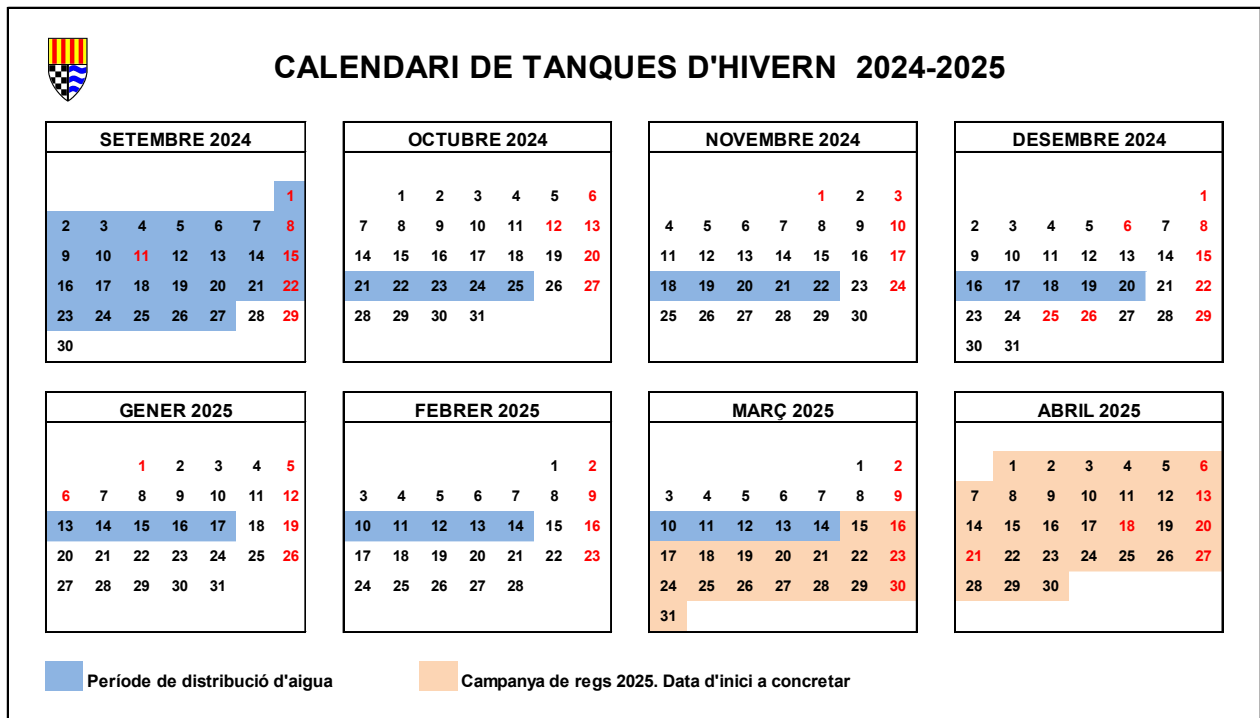 CALENDARI DE TANQUES D'HIVERN 2024-2025
SETEMBRE 2024
1
2 3 4 5 6 7 8
9 10 11 12 13 14 15
16 17 18 19 20 21 22
23 24 25 26 27 28 29
30
OCTUBRE 2024
1 2 3 4 5 6
7 8 9 10 11 12 13
14 15 16 17 18 19 20
21 22 23 24 25 26 27
28 29 30 31
NOVEMBRE 2024
1 2 3
4 5 6 7 8 9 10
11 12 13 14 15 16 17
18 19 20 21 22 23 24
25 26 27 28 29 30
DESEMBRE 2024
1
2 3 4 5 6 7 8
9 10 11 12 13 14 15
16 17 18 19 20 21 22
23 24 25 26 27 28 29
30 31
GENER 2025
1 2 3 4 5
6 7 8 9 10 11 12
13 14 15 16 17 18 19
20 21 22 23 24 25 26
27 28 29 30 31
FEBRER 2025
1 2
3 4 5 6 7 8 9
10 11 12 13 14 15 16
17 18 19 20 21 22 23
24 25 26 27 28
MARÇ 2025
1 2
3 4 5 6 7 8 9
10 11 12 13 14 15 16
17 18 19 20 21 22 23
24 25 26 27 28 29 30
31
ABRIL 2025
1 2 3 4 5 6
7 8 9 10 11 12 13
14 15 16 17 18 19 20
21 22 23 24 25 26 27
28 29 30
Període de distribució d'aigua
Campanya de regs 2025. Data d'inici a concretar